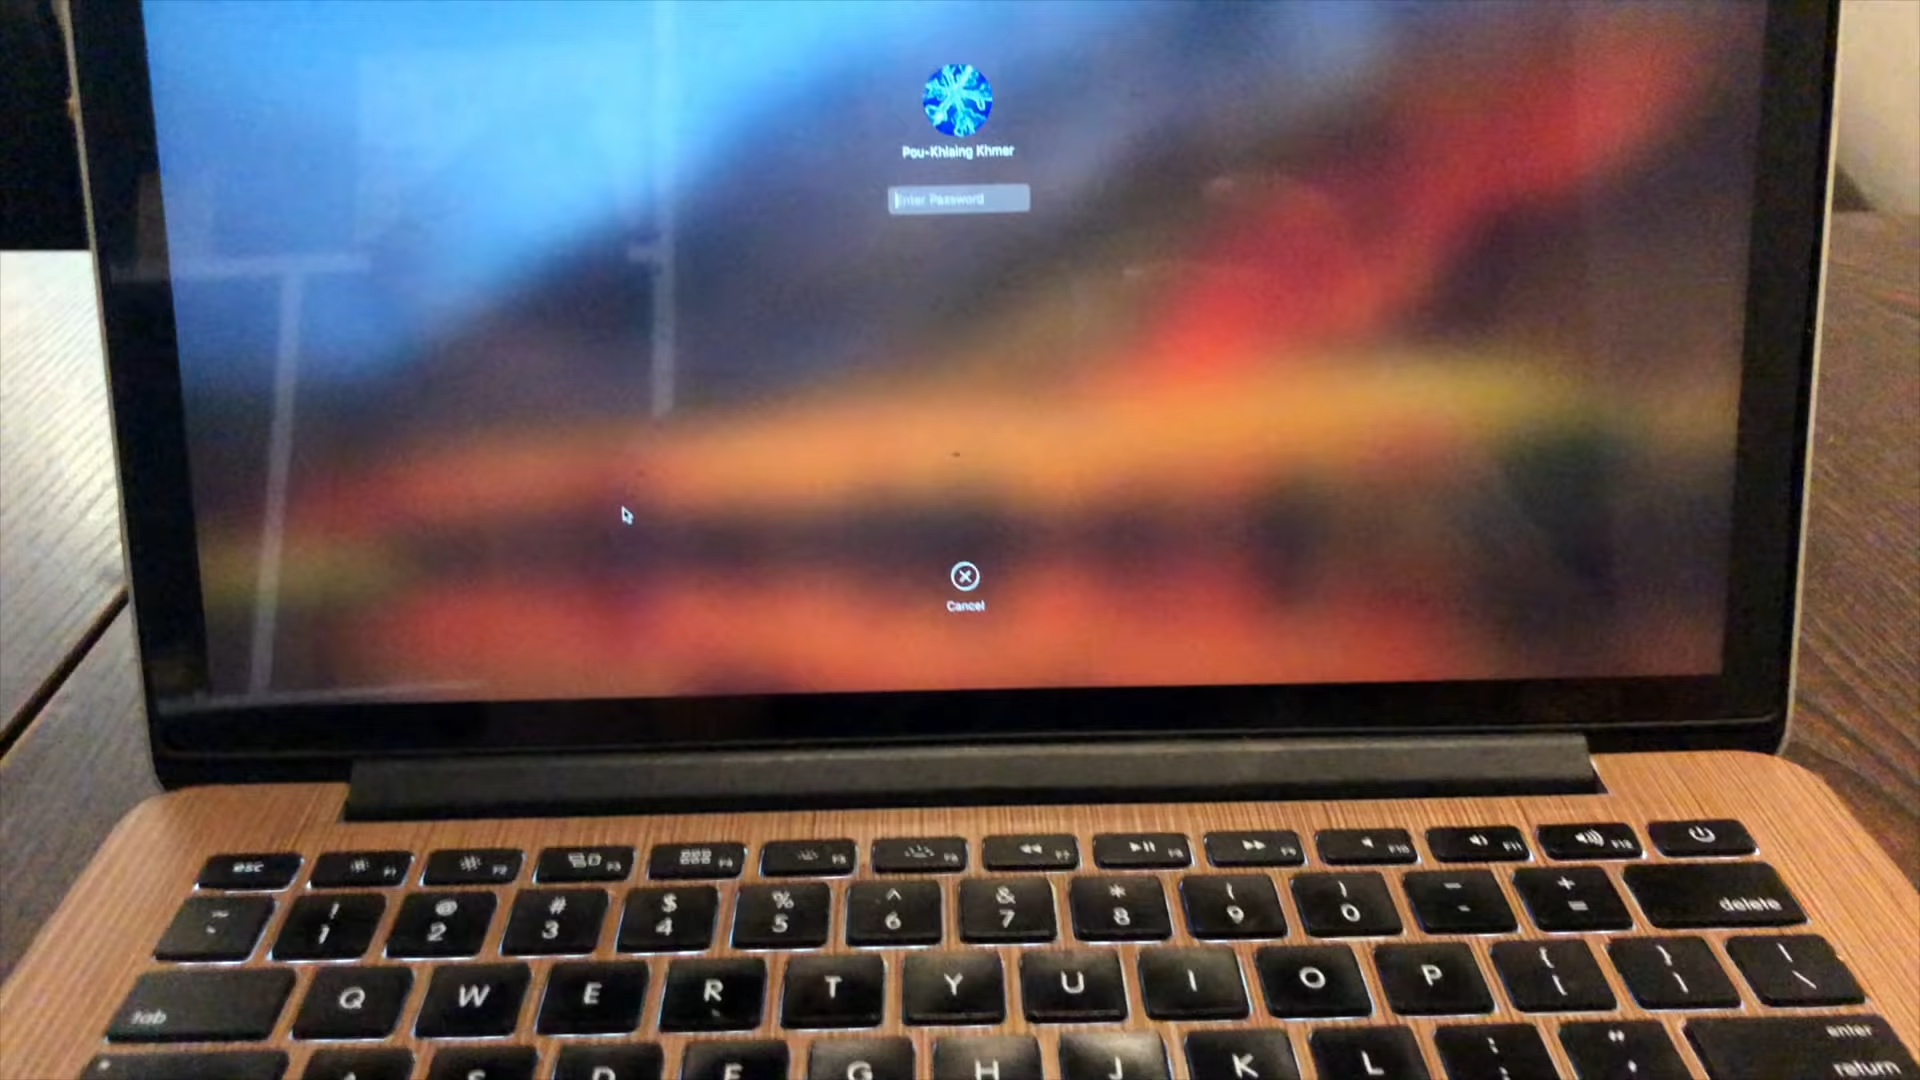 Pou-Khlaing Khmer
Enter Password
Cancel
esc F1 F2 F3 F4 F5 F6 F7 F8 F9 F10 F11 F12
~ ` ! 1 @ 2 # 3 $ 4 % 5 ^ 6 & 7 * 8 ( 9 ) 0 - + = delete
tab Q W E R T Y U I O P { [ } ] | \
A S D F G H J K L : ; " ' enter return